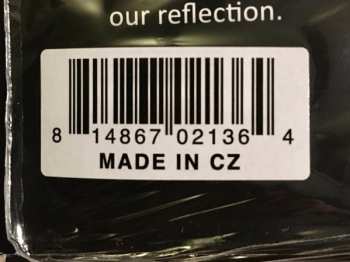 our reflection.
8 14867 02136 4
MADE IN CZ